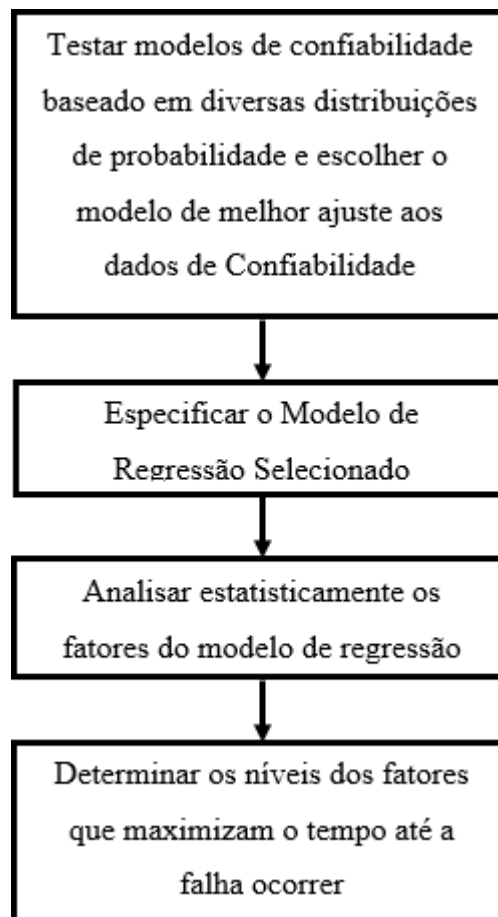 Testar modelos de confiabilidade
baseado em diversas distribuições
de probabilidade e escolher o
modelo de melhor ajuste aos
dados de Confiabilidade
Especificar o Modelo de
Regressão Selecionado
Analisar estatisticamente os
fatores do modelo de regressão
Determinar os níveis dos fatores
que maximizam o tempo até a
falha ocorrer